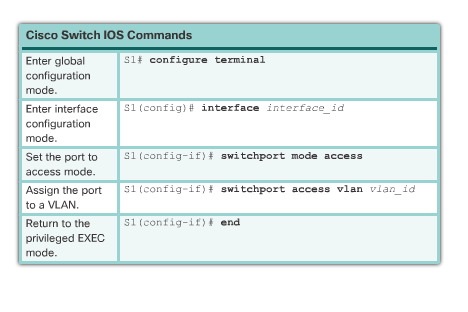 Cisco Switch IOS Commands
Enter global
configuration
mode.
S1# configure terminal
Enter interface
configuration
mode.
S1(config)# interface interface_id
Set the port to
access mode.
S1(config-if)# switchport mode access
Assign the port
to a VLAN.
S1(config-if)# switchport access vlan vlan_id
Return to the
privileged EXEC
mode.
S1(config-if)# end